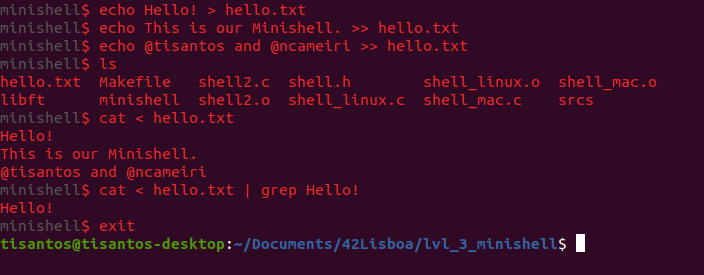 minishell$ echo Hello! > hello.txt
minishell$ echo This is our Minishell. >> hello.txt
minishell$ echo @tisantos and @ncameiri >> hello.txt
minishell$ ls
hello.txt  Makefile  shell2.c  shell.h        shell_linux.o  shell_mac.o
libft      minishell  shell2.o  shell_linux.c  shell_mac.c    srcs
minishell$ cat < hello.txt
Hello!
This is our Minishell.
@tisantos and @ncameiri
minishell$ cat < hello.txt | grep Hello!
Hello!
minishell$ exit
tisantos@tisantos-desktop:~/Documents/42Lisboa/lvl_3_minishell$